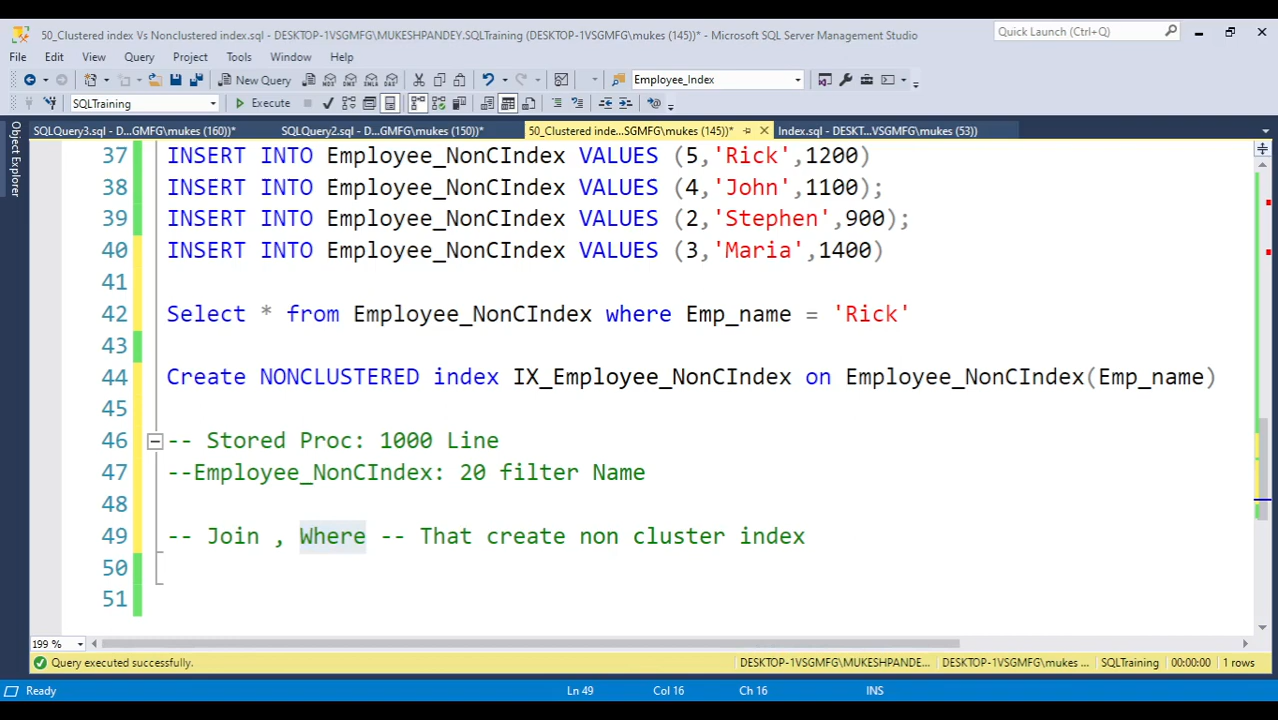 50_Clustered index Vs Nonclustered index.sql - DESKTOP-1VSGMFG\MUKESHPANDEY.SQLTraining (DESKTOP-1VSGMFG\mukes (145))* - Microsoft SQL Server Management Studio
Quick Launch (Ctrl+Q)
File Edit View Query Project Tools Window Help
New Query Employee_Index
SQLTraining Execute
SQLQuery3.sql - D...GMFG\mukes (160))* SQLQuery2.sql - D...GMFG\mukes (150))* 50_Clustered inde...SGMFG\mukes (145))* Index.sql - DESKT...VSGMFG\mukes (53))
Object Explorer
37 INSERT INTO Employee_NonCIndex VALUES (5,'Rick',1200)
38 INSERT INTO Employee_NonCIndex VALUES (4,'John',1100);
39 INSERT INTO Employee_NonCIndex VALUES (2,'Stephen',900);
40 INSERT INTO Employee_NonCIndex VALUES (3,'Maria',1400)
41
42 Select * from Employee_NonCIndex where Emp_name = 'Rick'
43
44 Create NONCLUSTERED index IX_Employee_NonCIndex on Employee_NonCIndex(Emp_name)
45
46 -- Stored Proc: 1000 Line
47 --Employee_NonCIndex: 20 filter Name
48
49 -- Join , Where -- That create non cluster index
50
51
199 %
Query executed successfully. DESKTOP-1VSGMFG\MUKESHPANDE... DESKTOP-1VSGMFG\mukes ... SQLTraining 00:00:00 1 rows
Ready Ln 49 Col 16 Ch 16 INS